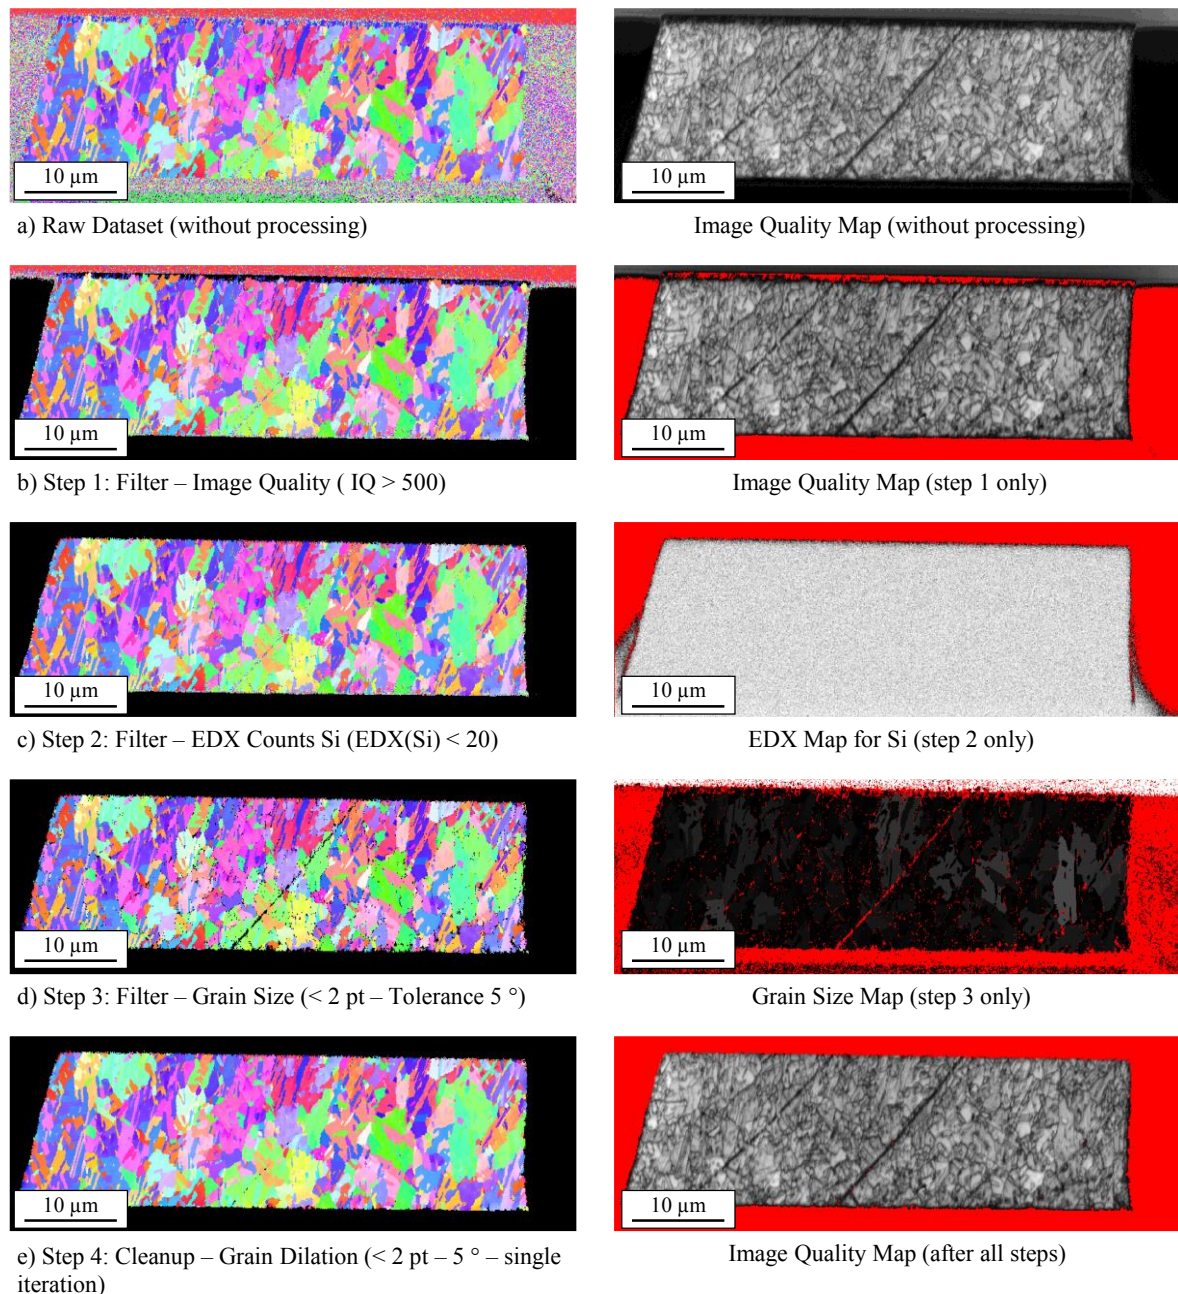 10 µm
10 µm
a) Raw Dataset (without processing)
Image Quality Map (without processing)
10 µm
10 µm
b) Step 1: Filter – Image Quality ( IQ > 500)
Image Quality Map (step 1 only)
10 µm
10 µm
c) Step 2: Filter – EDX Counts Si (EDX(Si) < 20)
EDX Map for Si (step 2 only)
10 µm
10 µm
d) Step 3: Filter – Grain Size (< 2 pt – Tolerance 5 °)
Grain Size Map (step 3 only)
10 µm
10 µm
e) Step 4: Cleanup – Grain Dilation (< 2 pt – 5 ° – single
iteration)
Image Quality Map (after all steps)